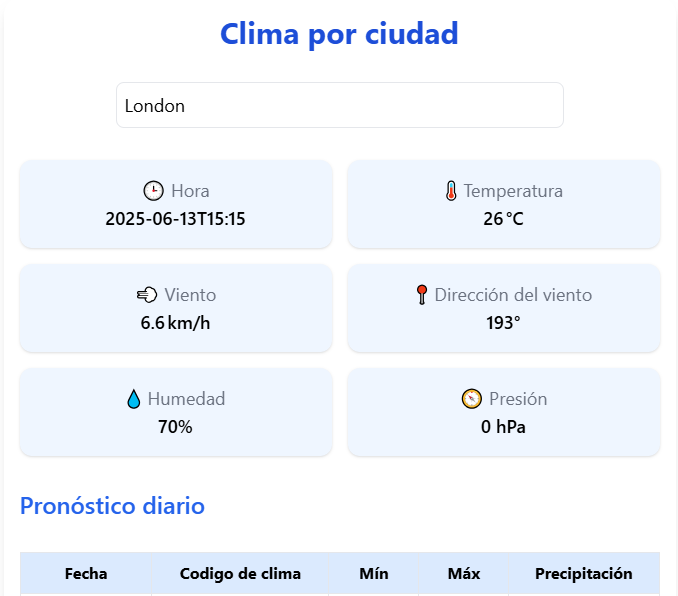 Clima por ciudad
London
Hora
2025-06-13T15:15
Temperatura
26 °C
Viento
6.6 km/h
Dirección del viento
193°
Humedad
70%
Presión
0 hPa
Pronóstico diario
Fecha Codigo de clima Mín Máx Precipitación